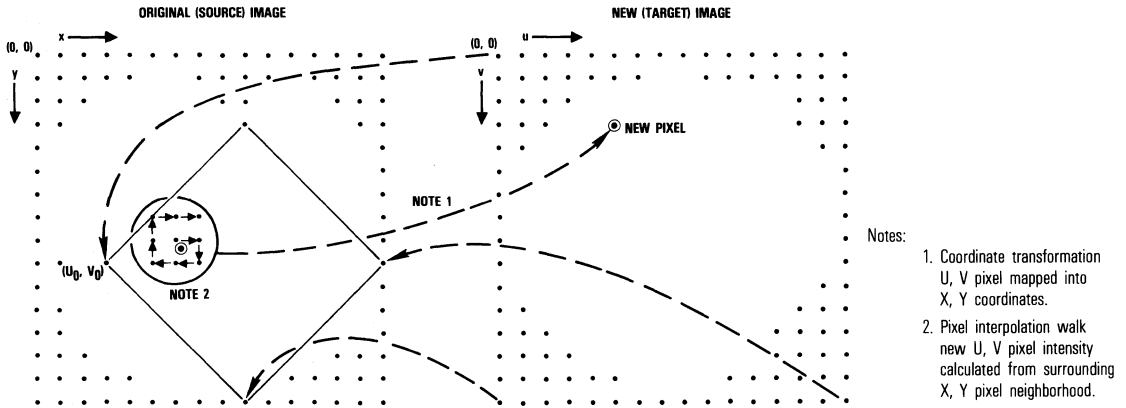 ORIGINAL (SOURCE) IMAGE
NEW (TARGET) IMAGE
x
(0, 0)
y
(0, 0)
u
v
NEW PIXEL
NOTE 1
(U₀, V₀)
NOTE 2
Notes:
1. Coordinate transformation
U, V pixel mapped into
X, Y coordinates.
2. Pixel interpolation walk
new U, V pixel intensity
calculated from surrounding
X, Y pixel neighborhood.